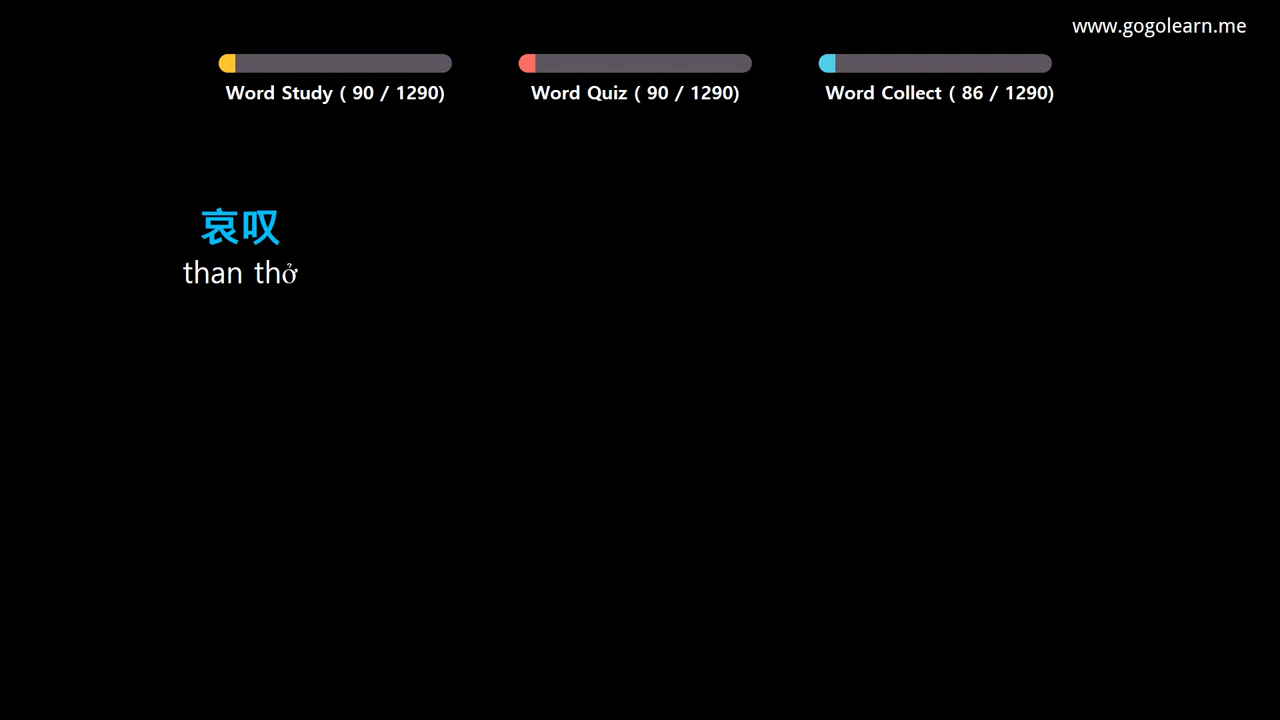 www.gogolearn.me
Word Study ( 90 / 1290)
Word Quiz ( 90 / 1290)
Word Collect ( 86 / 1290)
哀叹
than thở